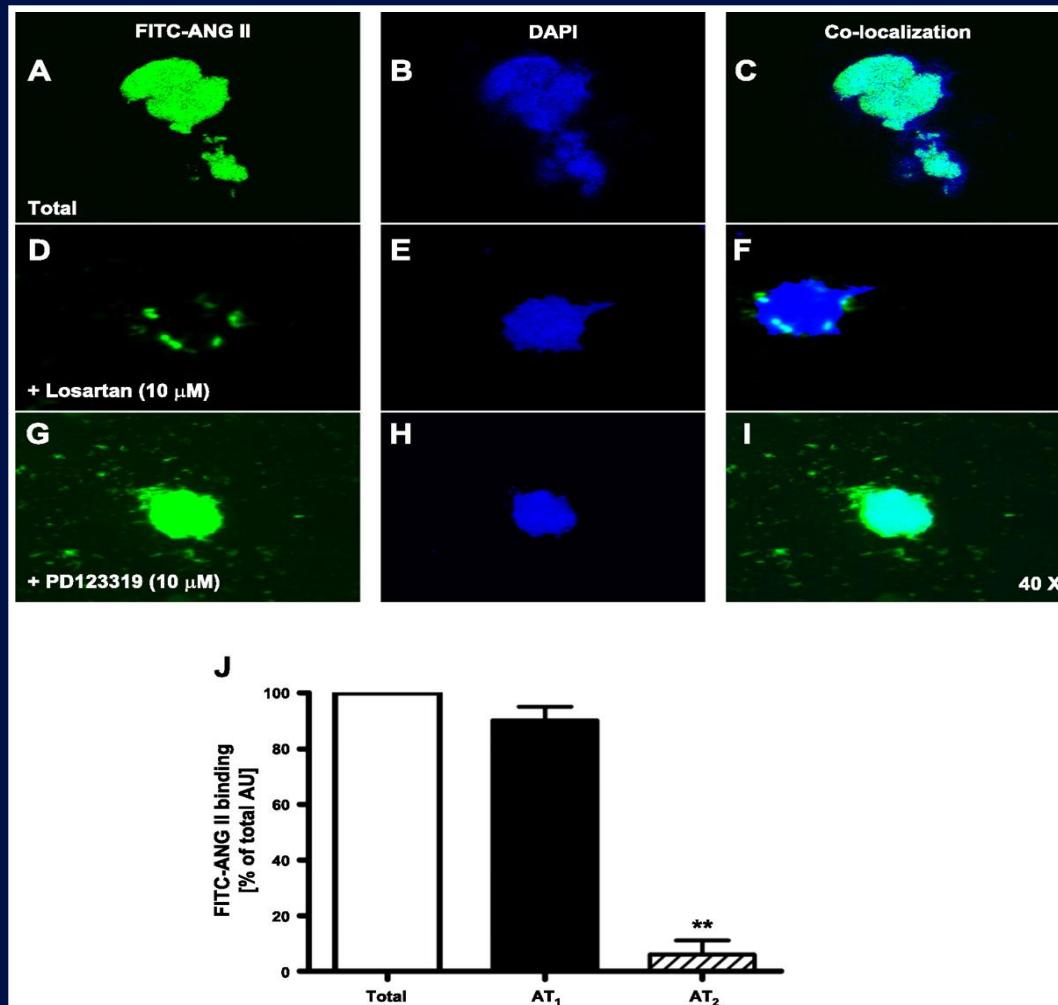 FITC-ANG II
DAPI
Co-localization
A
B
C
Total
D
E
F
+ Losartan (10 μM)
G
H
I
+ PD123319 (10 μM)
40 X
J
FITC-ANG II binding
[% of total AU]
100
80
60
40
20
0
**
Total
AT₁
AT₂